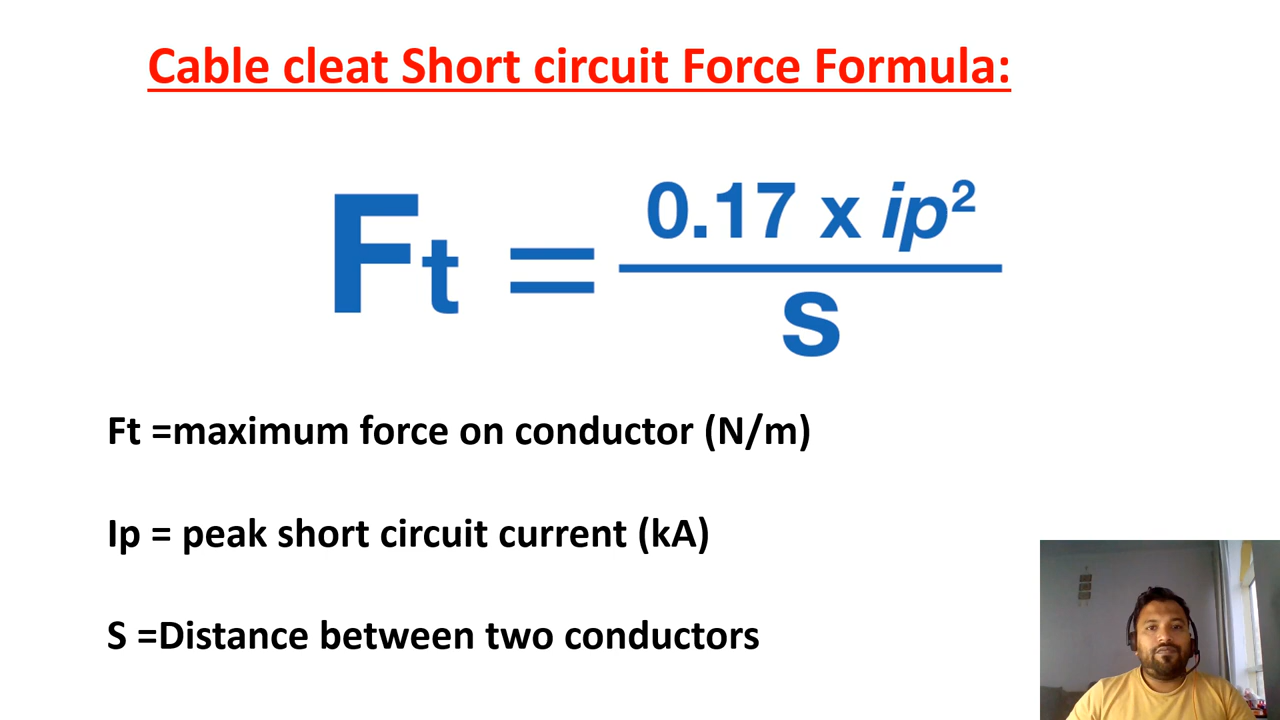 Cable cleat Short circuit Force Formula:
Ft = 0.17 x ip²
S
Ft =maximum force on conductor (N/m)
Ip = peak short circuit current (kA)
S =Distance between two conductors